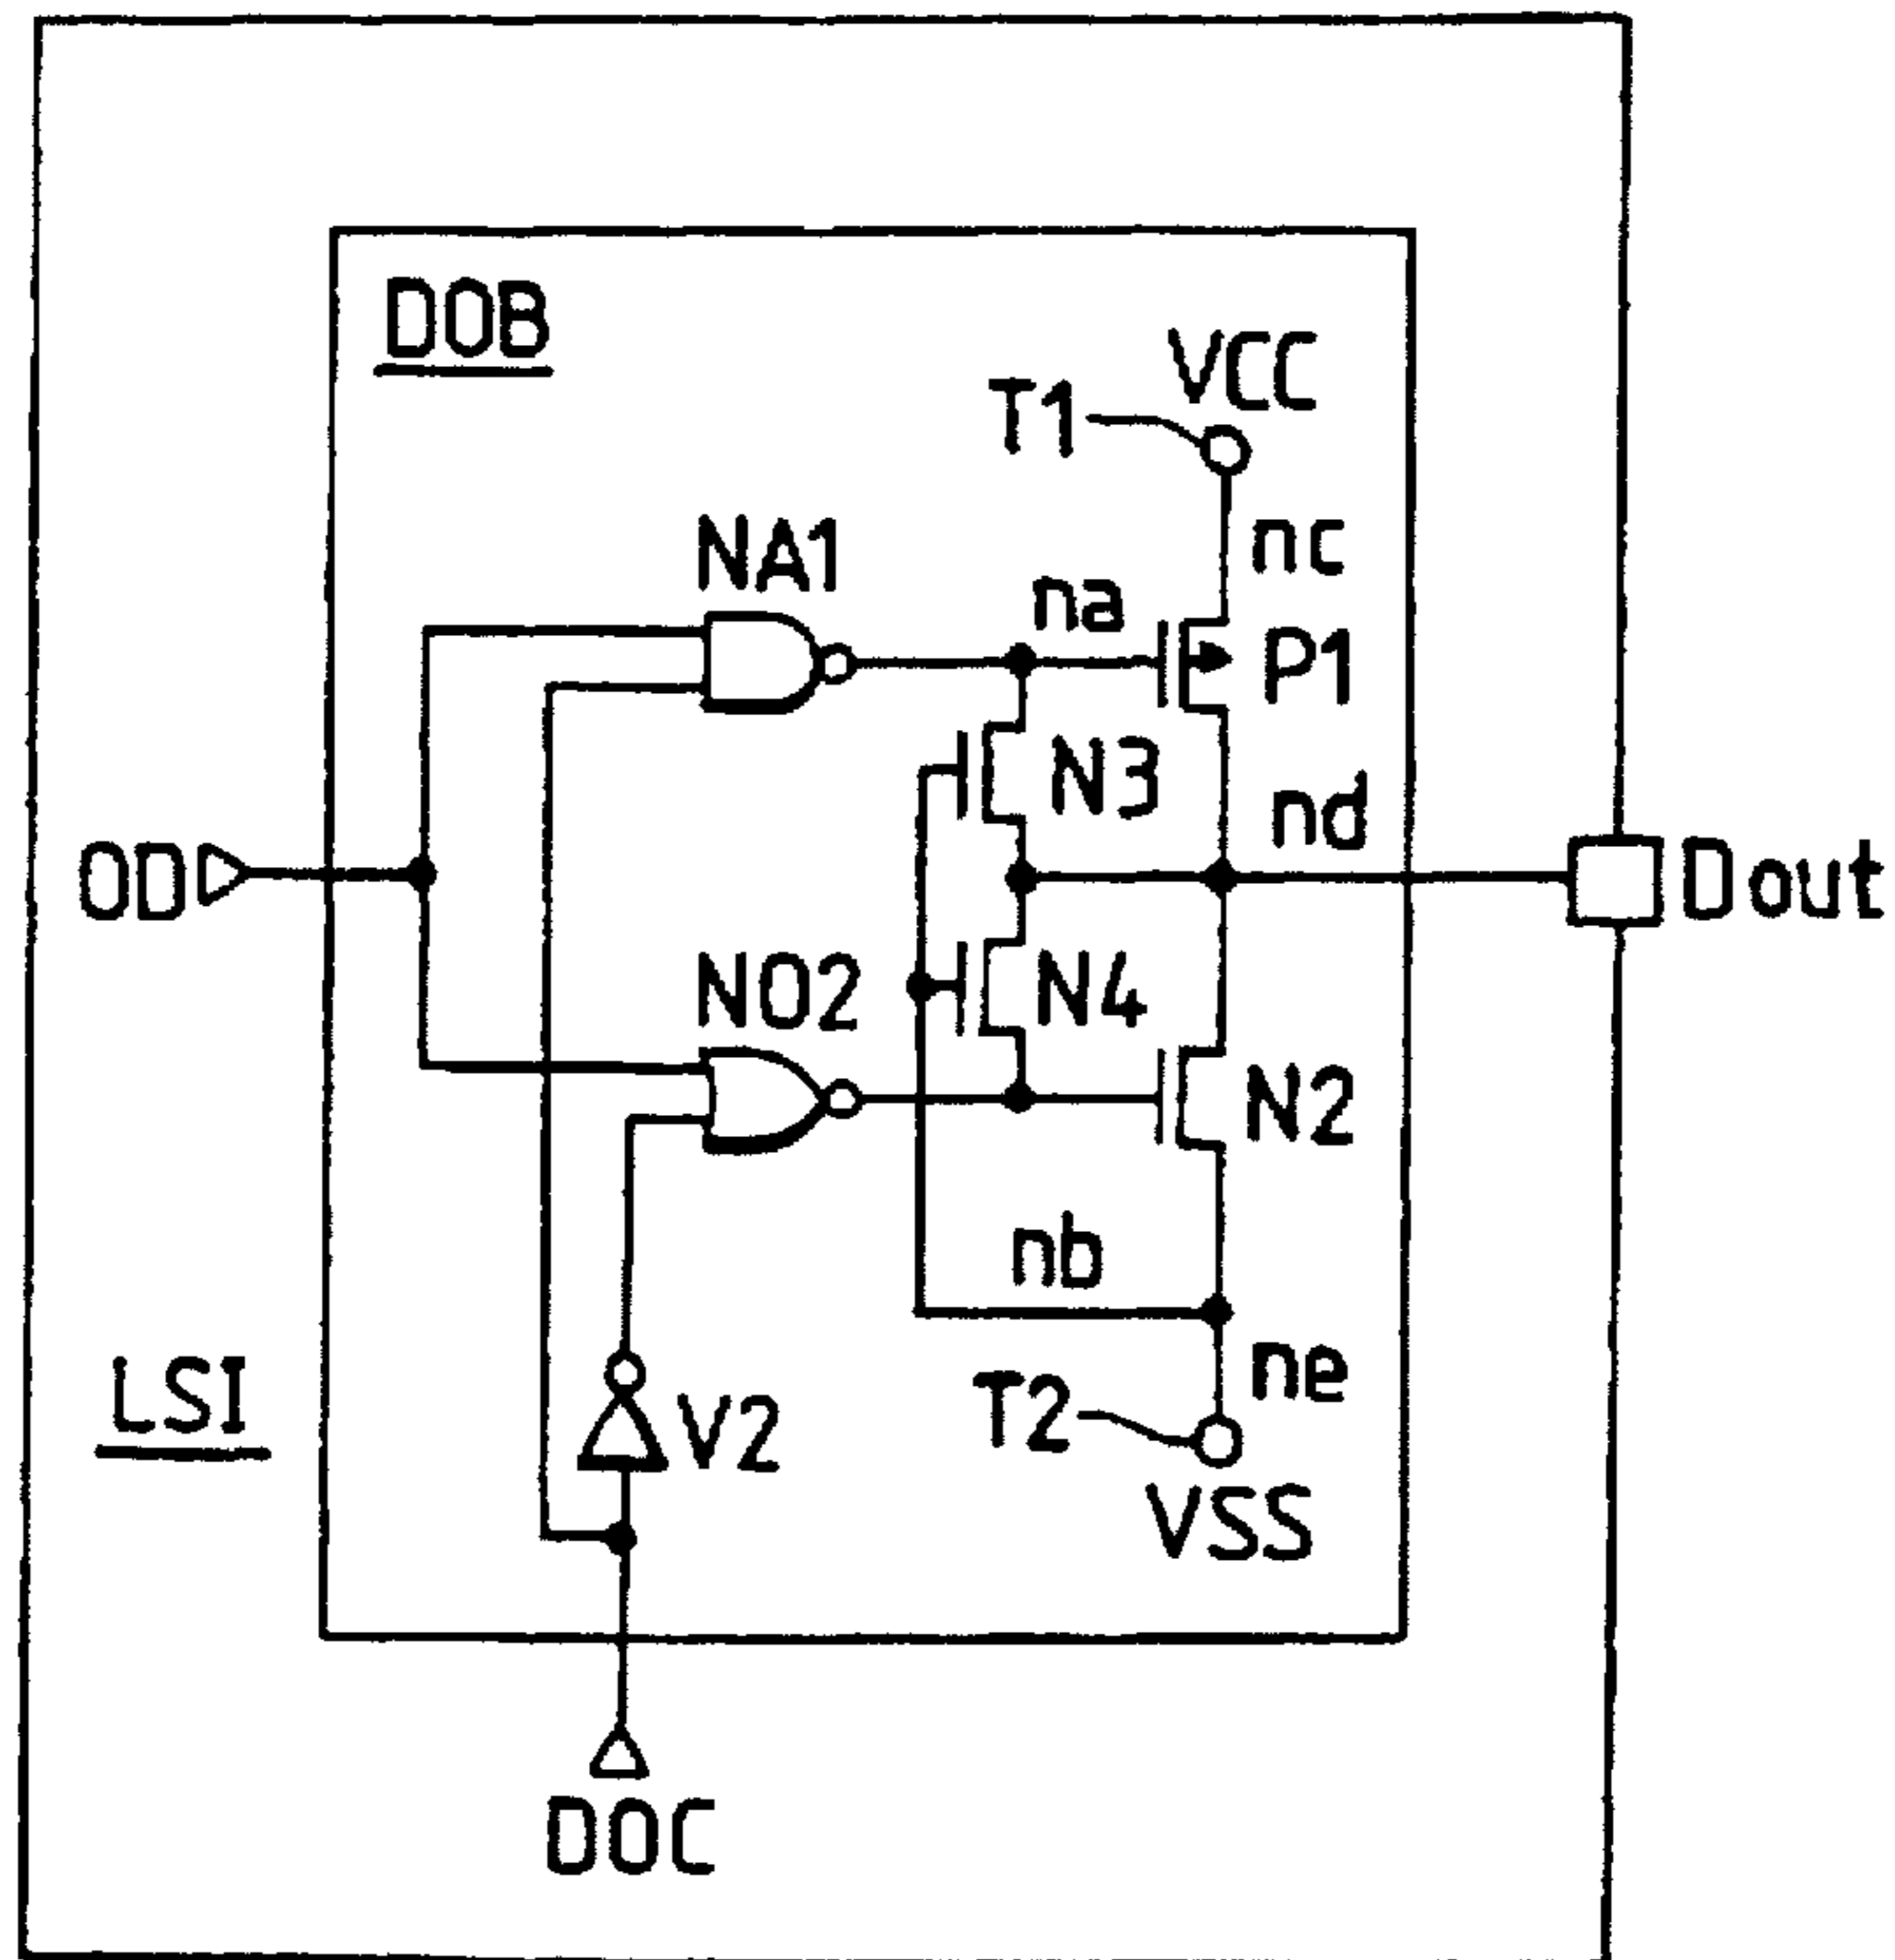 DOB
VCC
T1
nc
NA1
na
P1
N3
nd
OD
Dout
NO2
N4
N2
nb
ne
LSI
V2
T2
VSS
DOC